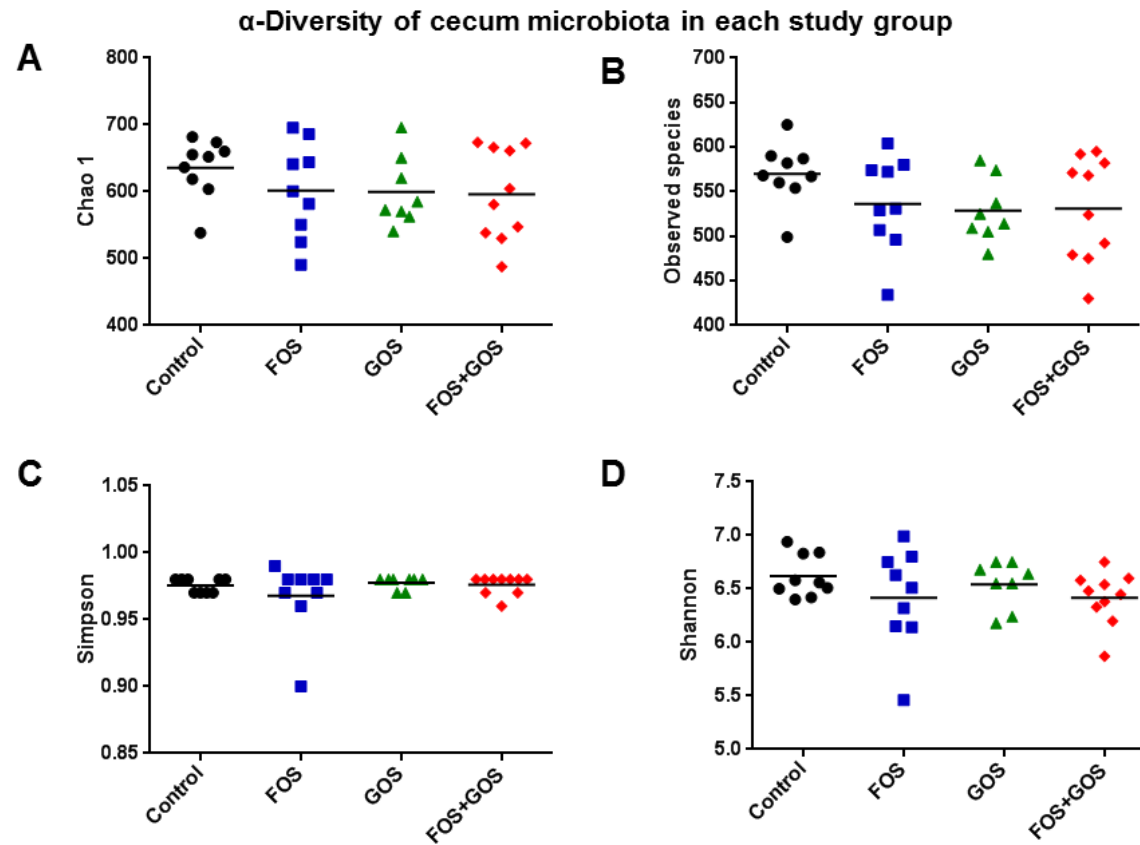 α-Diversity of cecum microbiota in each study group
A
Chao 1
800
700
600
500
400
Control
FOS
GOS
FOS+GOS
B
Observed species
700
650
600
550
500
450
400
Control
FOS
GOS
FOS+GOS
C
Simpson
1.05
1.00
0.95
0.90
0.85
Control
FOS
GOS
FOS+GOS
D
Shannon
7.5
7.0
6.5
6.0
5.5
5.0
Control
FOS
GOS
FOS+GOS